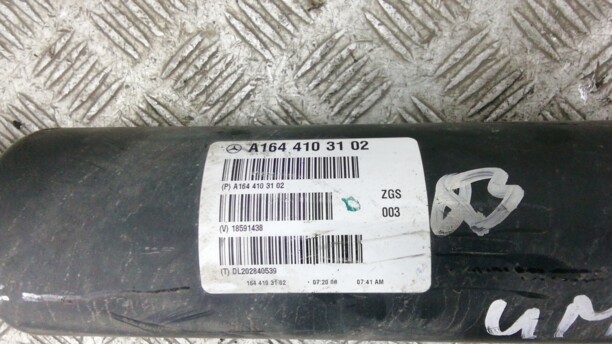 A164 410 31 02
(P) A164 410 31 02
ZGS
003
(V) 18591438
(T) DL202840539
164 410 31 02 07:41 AM
83